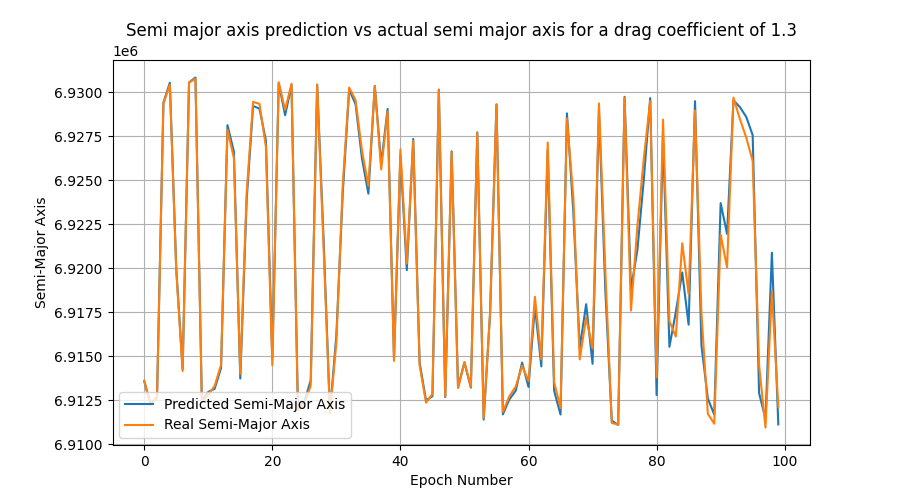 Semi major axis prediction vs actual semi major axis for a drag coefficient of 1.3
1e6
6.9300
6.9275
6.9250
6.9225
6.9200
6.9175
6.9150
6.9125
6.9100
Semi-Major Axis
Predicted Semi-Major Axis
Real Semi-Major Axis
0 20 40 60 80 100
Epoch Number